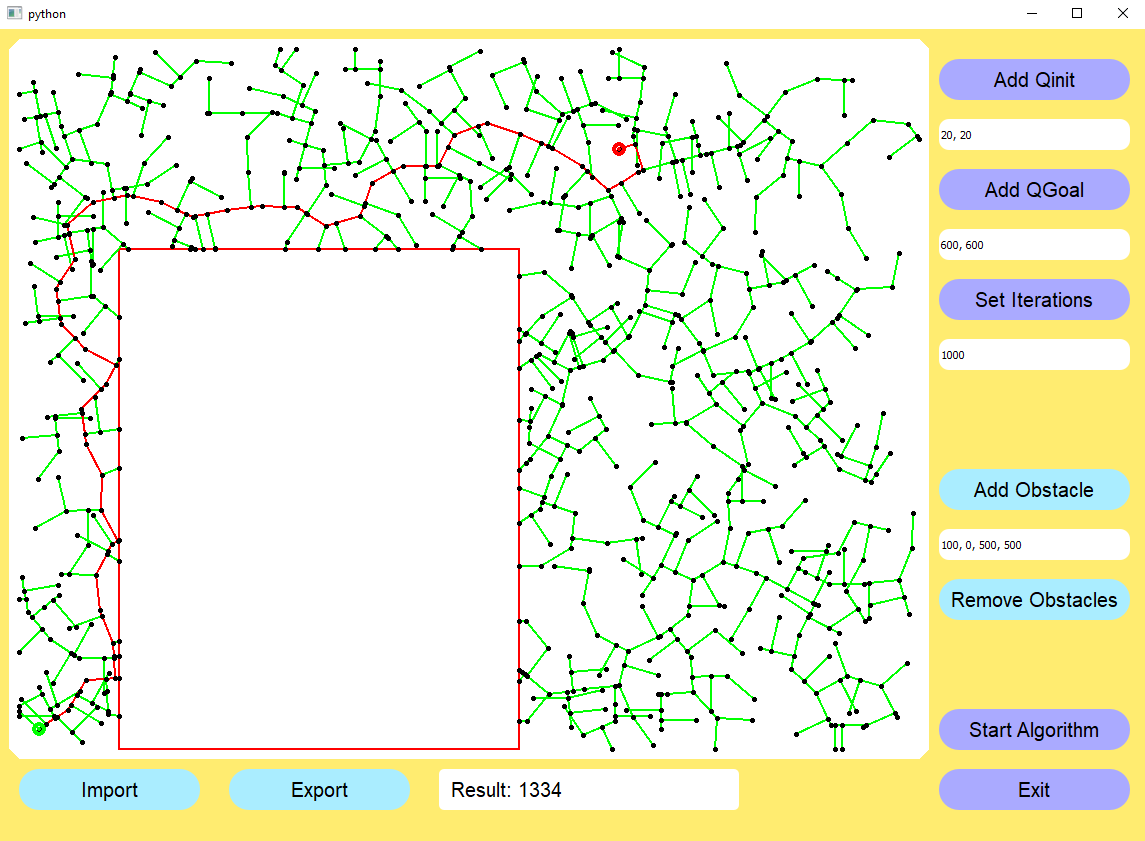 python
Add Qinit
20, 20
Add QGoal
600, 600
Set Iterations
1000
Add Obstacle
100, 0, 500, 500
Remove Obstacles
Start Algorithm
Import
Export
Result: 1334
Exit